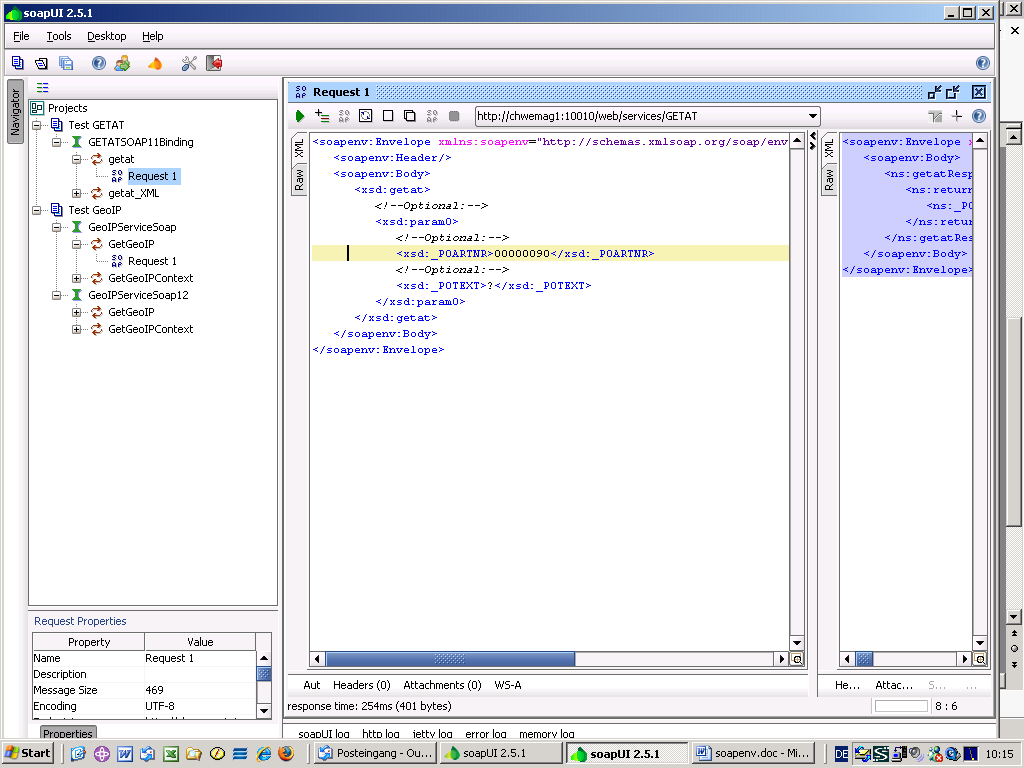 soapUI 2.5.1
File Tools Desktop Help
Navigator
Projects
Test GETAT
GETATSOAP11Binding
getat
Request 1
getat_XML
Test GeoIP
GeoIPServiceSoap
GetGeoIP
Request 1
GetGeoIPContext
GeoIPServiceSoap12
GetGeoIP
GetGeoIPContext
Request Properties
Property Value
Name Request 1
Description
Message Size 469
Encoding UTF-8
Properties
Request 1
http://chwemag1:10010/web/services/GETAT
XML
Raw
<soapenv:Envelope xmlns:soapenv="http://schemas.xmlsoap.org/soap/env
<soapenv:Header/>
<soapenv:Body>
<xsd:getat>
<!--Optional:-->
<xsd:param0>
<!--Optional:-->
<xsd:_POARTNR>00000090</xsd:_POARTNR>
<!--Optional:-->
<xsd:_POTEXT>?</xsd:_POTEXT>
</xsd:param0>
</xsd:getat>
</soapenv:Body>
</soapenv:Envelope>
XML
Raw
<soapenv:Envelope x
<soapenv:Body>
<ns:getatResp
<ns:return
<ns:_PO
</ns:retur
</ns:getatRes
</soapenv:Body>
</soapenv:Envelope>
Aut Headers (0) Attachments (0) WS-A
He... Attac... S... ...
response time: 254ms (401 bytes)
8 : 6
soapUI log http log jetty log error log memory log
Start
Posteingang - Ou...
soapUI 2.5.1
soapUI 2.5.1
soapenv.doc - Mi...
DE
10:15